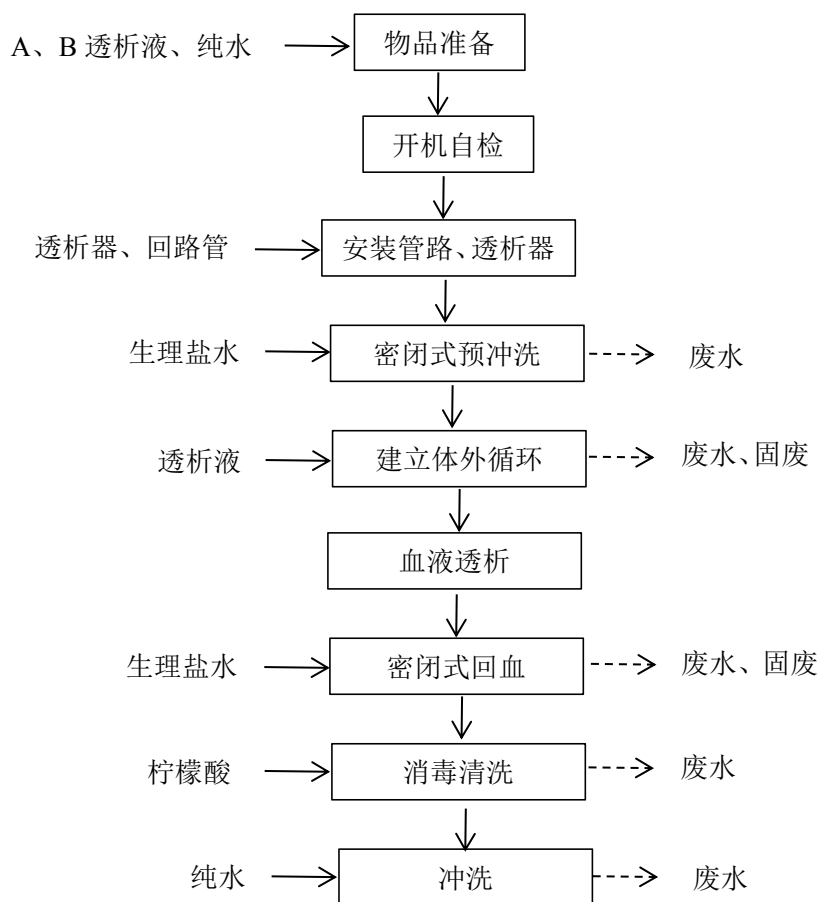 A、B 透析液、纯水
物品准备
开机自检
透析器、回路管
安装管路、透析器
生理盐水
密闭式预冲洗
废水
透析液
建立体外循环
废水、固废
血液透析
生理盐水
密闭式回血
废水、固废
柠檬酸
消毒清洗
废水
纯水
冲洗
废水